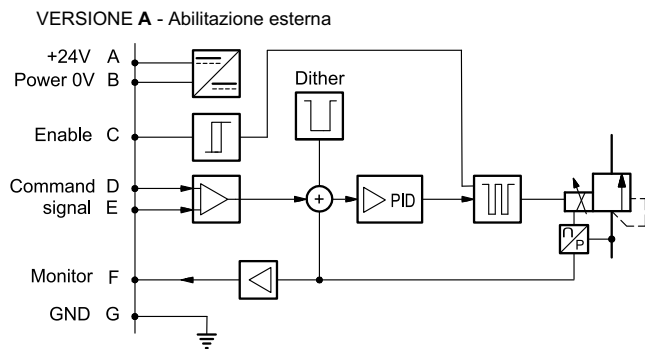 VERSIONE A - Abilitazione esterna
+24V A
Power 0V B
Dither
Enable C
Command D
signal E
PID
Monitor F
GND G
+
n
P